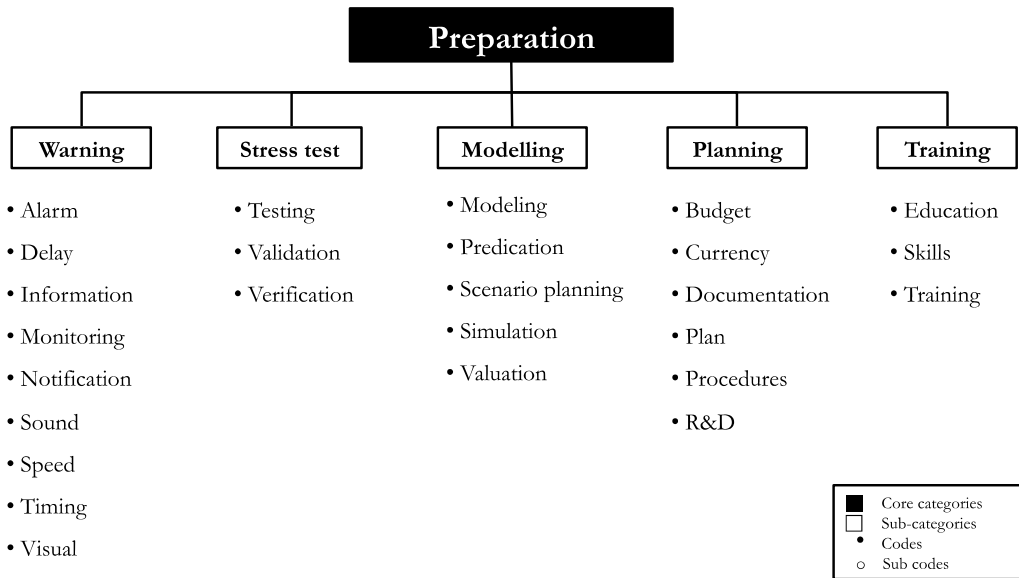 Preparation
Warning
• Alarm
• Delay
• Information
• Monitoring
• Notification
• Sound
• Speed
• Timing
• Visual
Stress test
• Testing
• Validation
• Verification
Modelling
• Modeling
• Predication
• Scenario planning
• Simulation
• Valuation
Planning
• Budget
• Currency
• Documentation
• Plan
• Procedures
• R&D
Training
• Education
• Skills
• Training
Core categories
Sub-categories
Codes
Sub codes